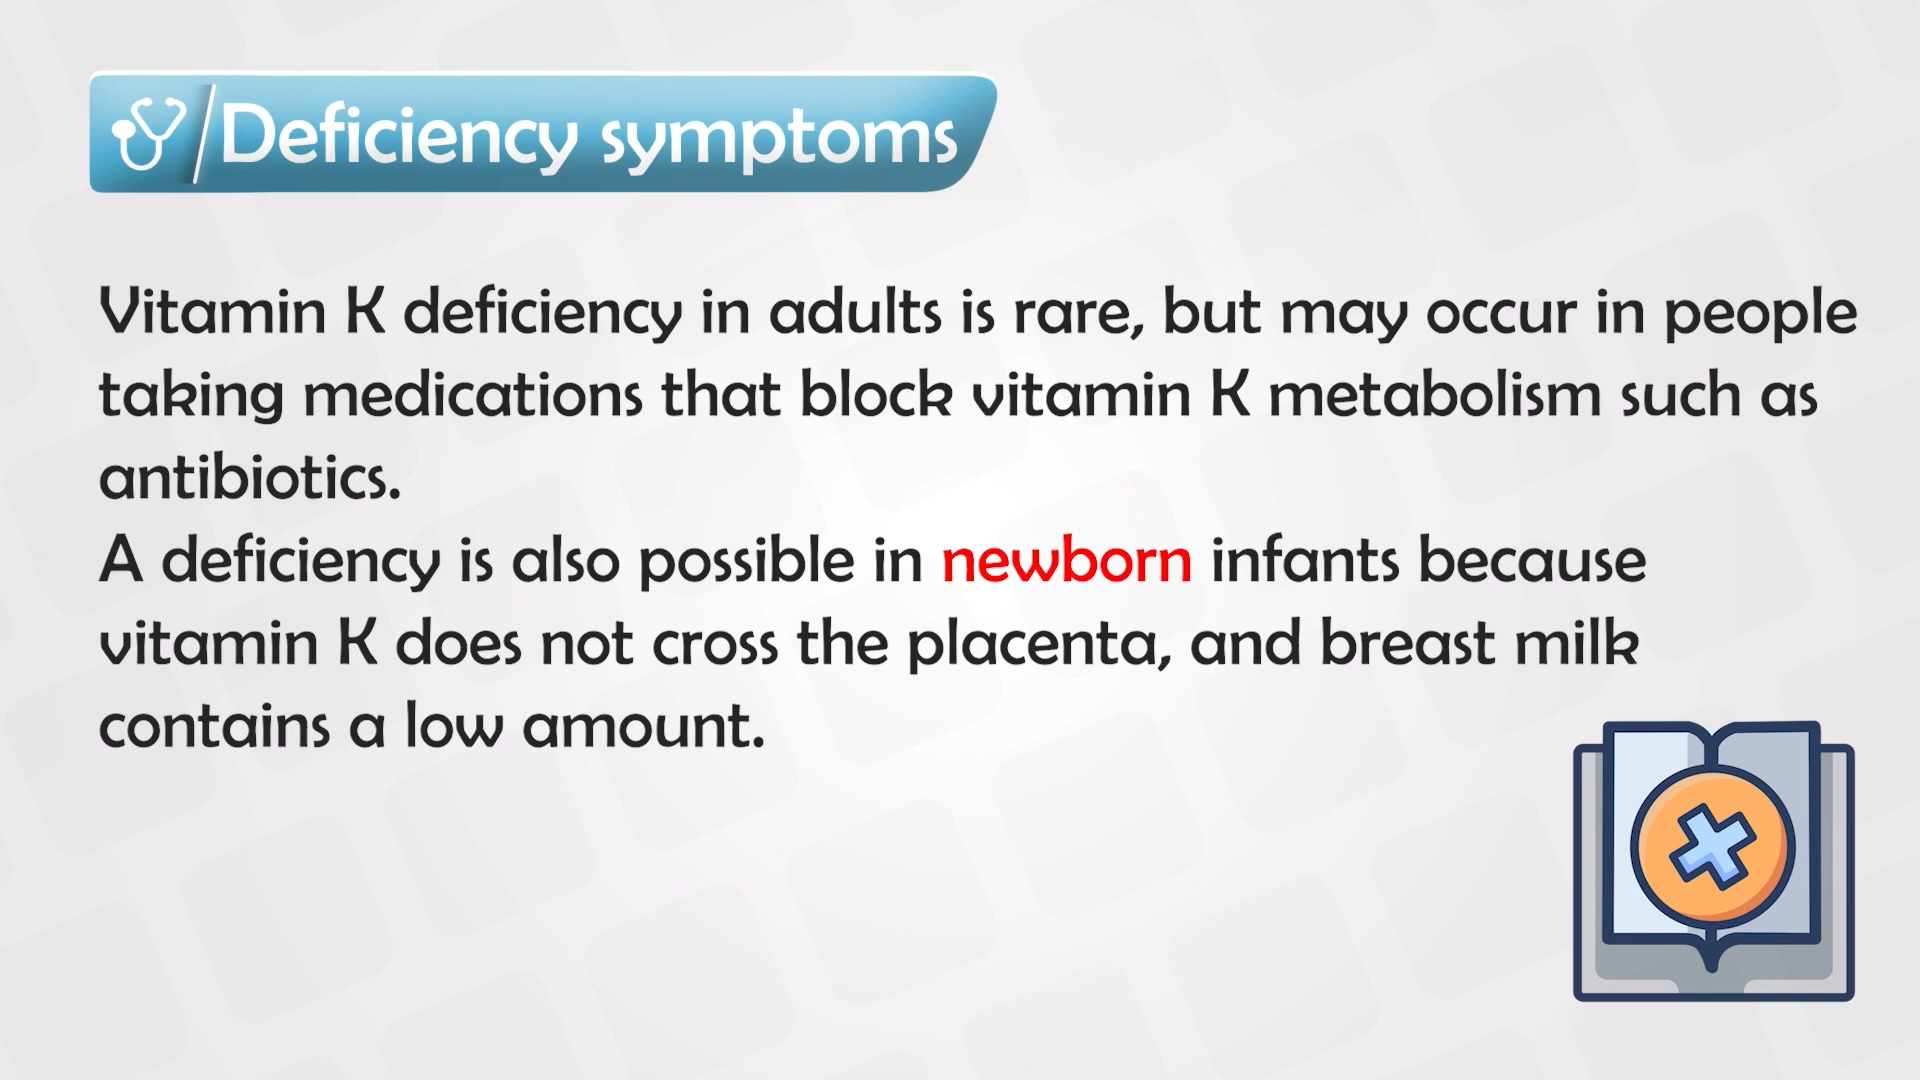 Deficiency symptoms
Vitamin K deficiency in adults is rare, but may occur in people
taking medications that block vitamin K metabolism such as
antibiotics.
A deficiency is also possible in newborn infants because
vitamin K does not cross the placenta, and breast milk
contains a low amount.